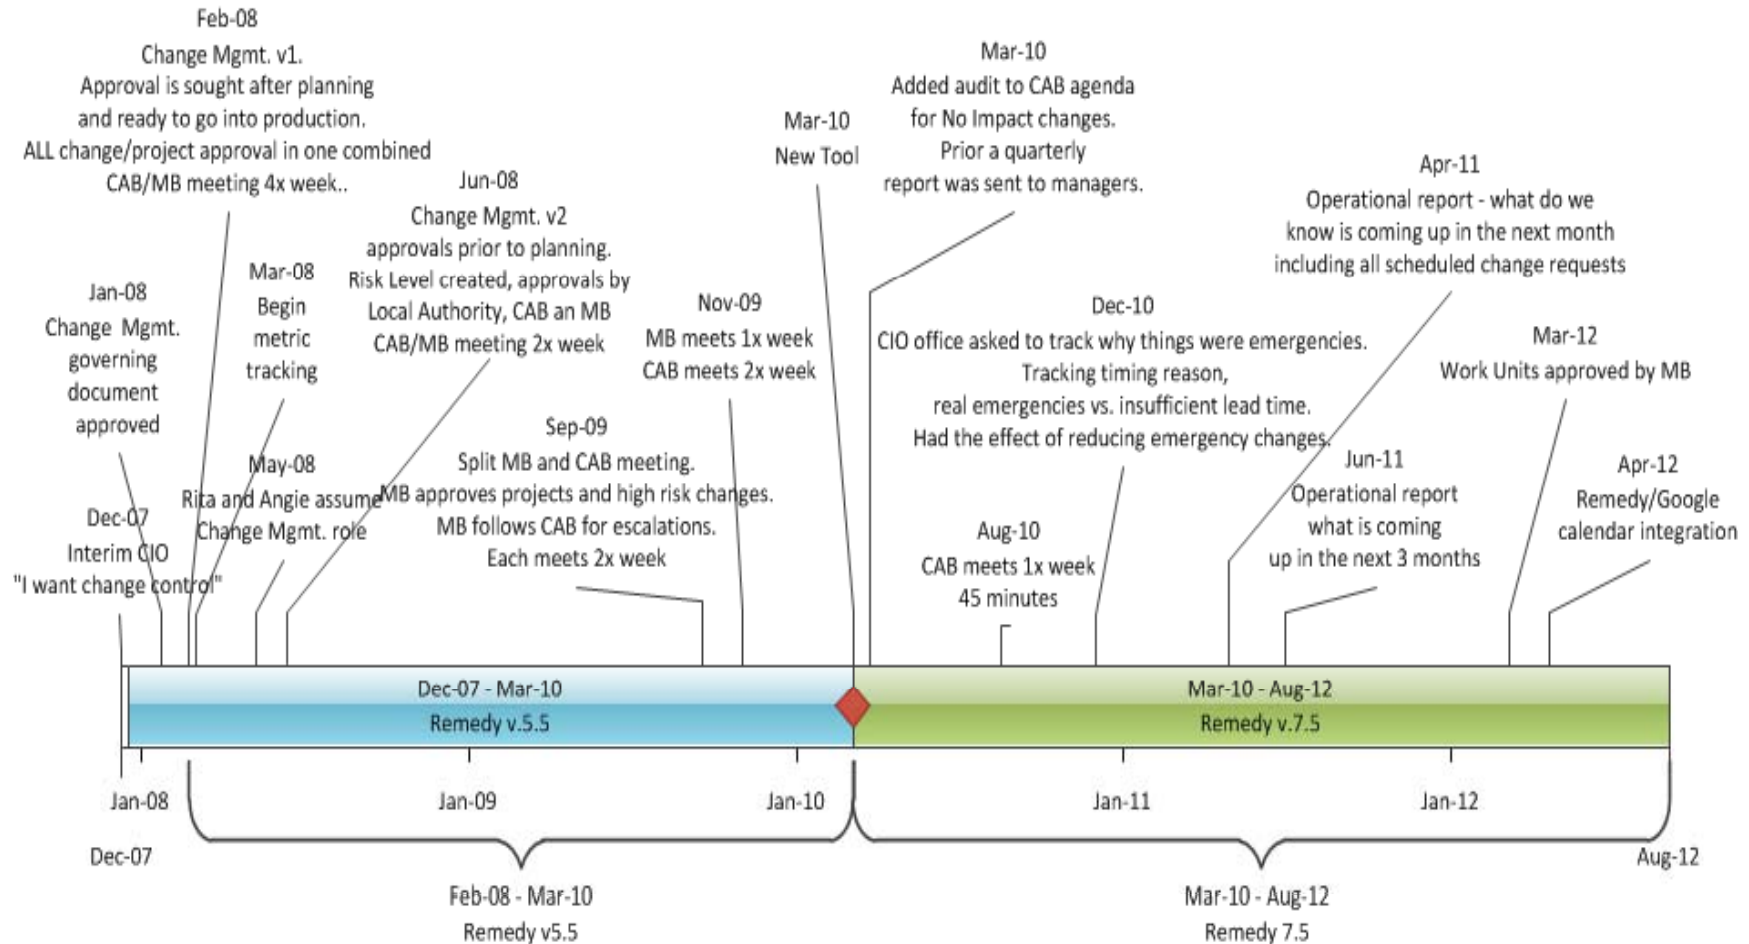 Feb-08
Change Mgmt. v1.
Approval is sought after planning
and ready to go into production.
ALL change/project approval in one combined
CAB/MB meeting 4x week..
Mar-10
Added audit to CAB agenda
for No Impact changes.
Prior a quarterly
report was sent to managers.
Mar-10
New Tool
Apr-11
Operational report - what do we
know is coming up in the next month
including all scheduled change requests
Jun-08
Change Mgmt. v2
approvals prior to planning.
Risk Level created, approvals by
Local Authority, CAB an MB
CAB/MB meeting 2x week
Mar-08
Begin
metric
tracking
Jan-08
Change Mgmt.
governing
document
approved
Nov-09
MB meets 1x week
CAB meets 2x week
Dec-10
CIO office asked to track why things were emergencies.
Tracking timing reason,
real emergencies vs. insufficient lead time.
Had the effect of reducing emergency changes.
Mar-12
Work Units approved by MB
Sep-09
Split MB and CAB meeting.
MB approves projects and high risk changes.
MB follows CAB for escalations.
Each meets 2x week
May-08
Rita and Angie assume
Change Mgmt. role
Jun-11
Operational report
what is coming
up in the next 3 months
Apr-12
Remedy/Google
calendar integration
Dec-07
Interim CIO
"I want change control"
Aug-10
CAB meets 1x week
45 minutes
Dec-07 - Mar-10
Remedy v.5.5
Mar-10 - Aug-12
Remedy v.7.5
Jan-08
Jan-09
Jan-10
Jan-11
Jan-12
Dec-07
Aug-12
Feb-08 - Mar-10
Remedy v5.5
Mar-10 - Aug-12
Remedy 7.5